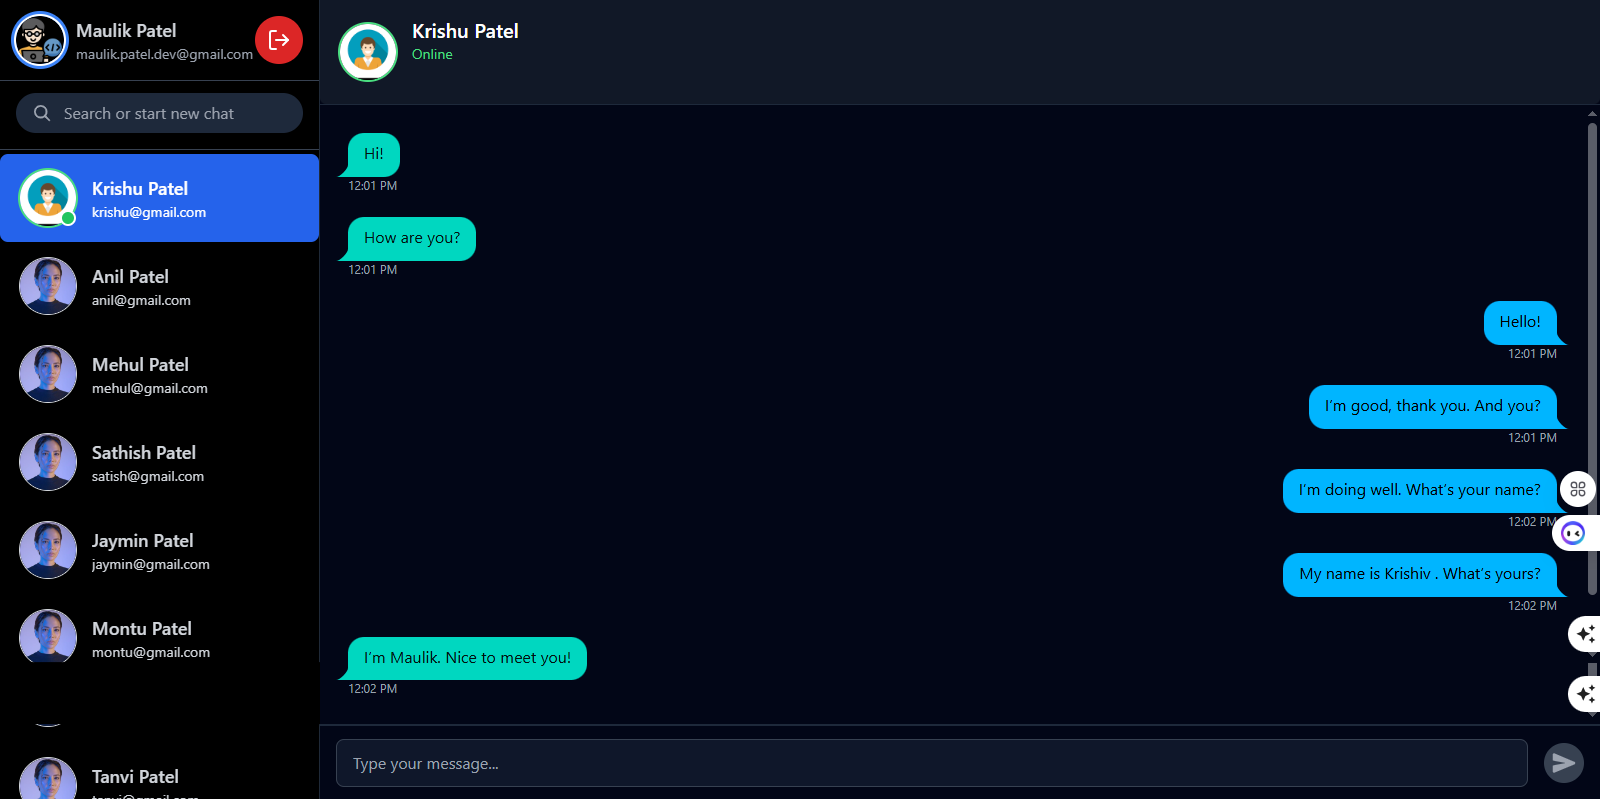 Maulik Patel
maulik.patel.dev@gmail.com
Search or start new chat
Krishu Patel
krishu@gmail.com
Anil Patel
anil@gmail.com
Mehul Patel
mehul@gmail.com
Sathish Patel
satish@gmail.com
Jaymin Patel
jaymin@gmail.com
Montu Patel
montu@gmail.com
Tanvi Patel
Krishu Patel
Online
Hi!
12:01 PM
How are you?
12:01 PM
Hello!
12:01 PM
I'm good, thank you. And you?
12:01 PM
I'm doing well. What's your name?
12:02 PM
My name is Krishiv . What's yours?
12:02 PM
I'm Maulik. Nice to meet you!
12:02 PM
Type your message...